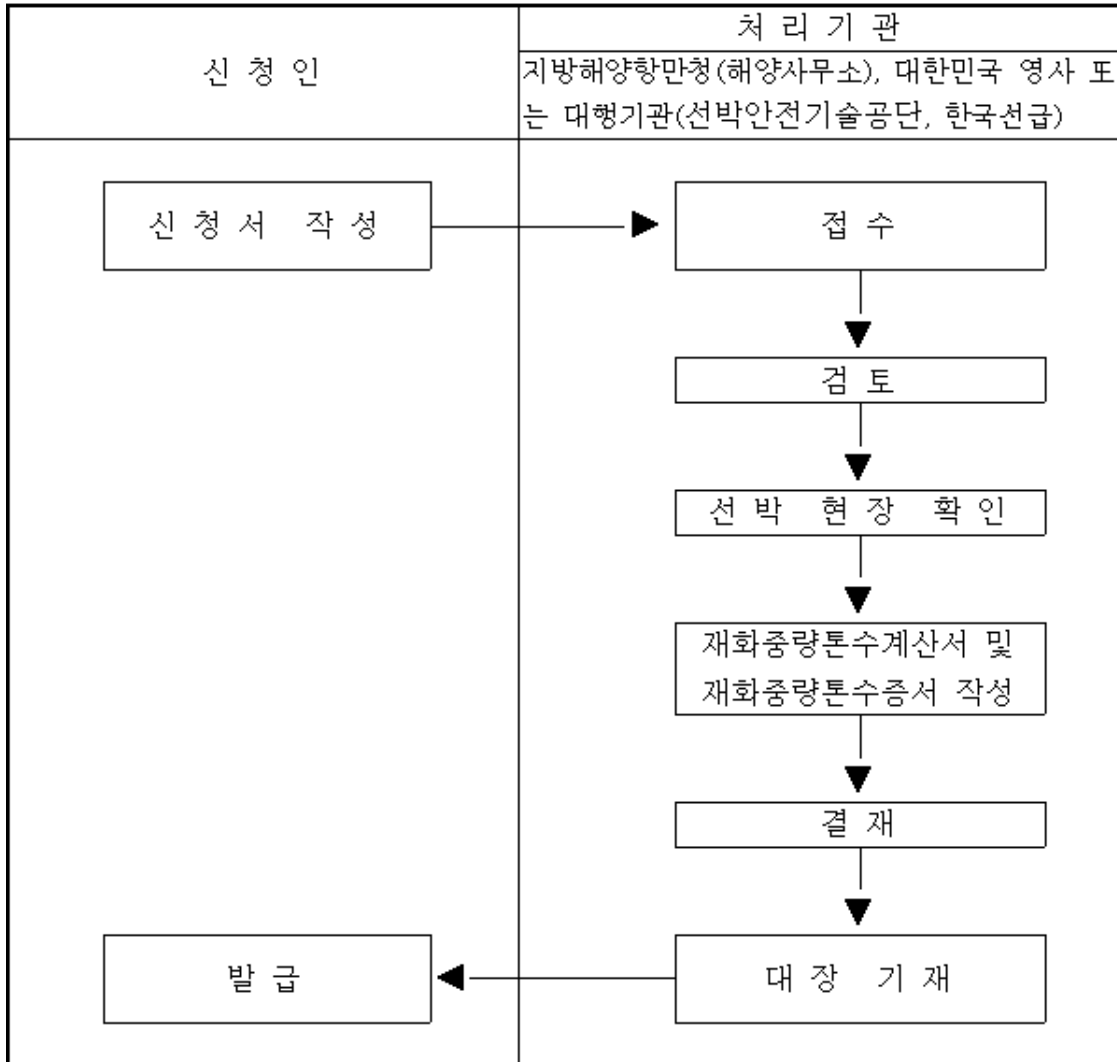 신 청 인
처 리 기 관
지방해양항만청(해양사무소), 대한민국 영사 또
는 대행기관(선박안전기술공단, 한국선급)
신 청 서 작 성
접 수
검 토
선 박 현 장 확 인
재화중량톤수계산서 및
재화중량톤수증서 작성
결 재
발 급
대 장 기 재